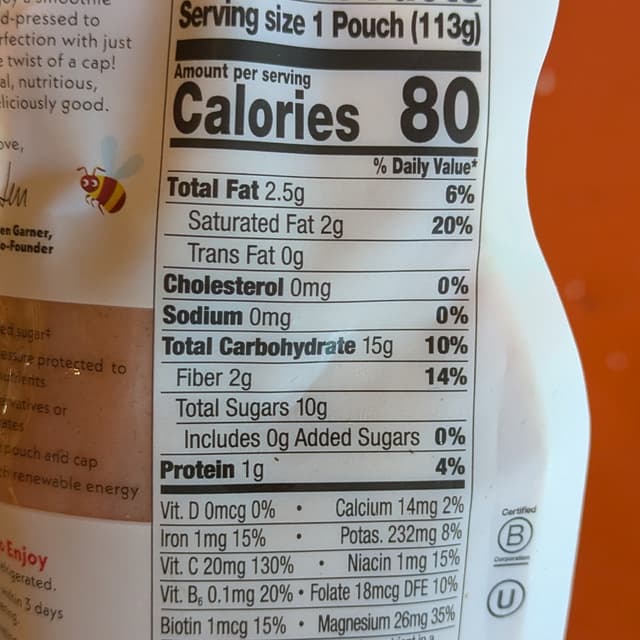 d-pressed to
rfection with just
twist of a cap!
al, nutritious,
liciously good.
ove,
en Garner,
o-Founder
ed sugar‡
protected to
or
pouch and cap
renewable energy
Enjoy
3 days
Serving size 1 Pouch (113g)
Amount per serving
Calories 80
% Daily Value*
Total Fat 2.5g 6%
Saturated Fat 2g 20%
Trans Fat 0g
Cholesterol 0mg 0%
Sodium 0mg 0%
Total Carbohydrate 15g 10%
Fiber 2g 14%
Total Sugars 10g
Includes 0g Added Sugars 0%
Protein 1g 4%
Vit. D 0mcg 0% • Calcium 14mg 2%
Iron 1mg 15% • Potas. 232mg 8%
Vit. C 20mg 130% • Niacin 1mg 15%
Vit. B₆ 0.1mg 20% • Folate 18mcg DFE 10%
Biotin 1mcg 15% • Magnesium 26mg 35%
Certified
B
Corporation
U